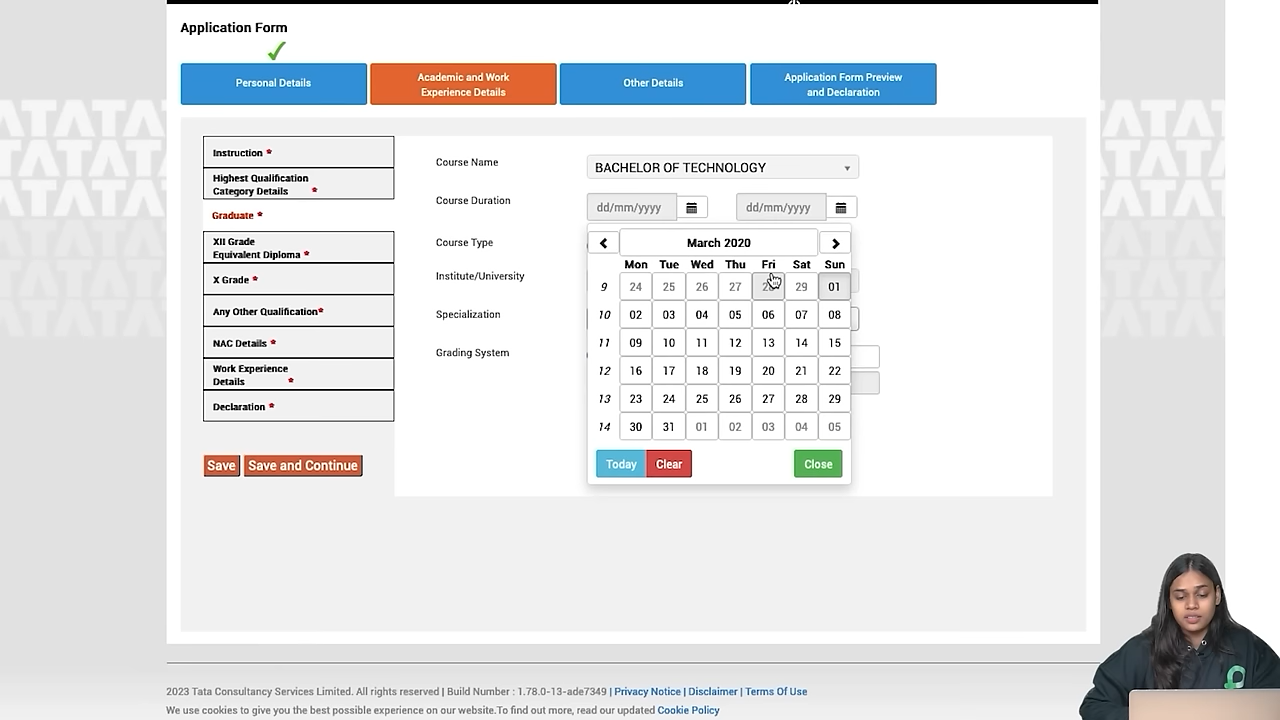 Application Form
Personal Details
Academic and Work
Experience Details
Other Details
Application Form Preview
and Declaration
Instruction *
Highest Qualification
Category Details *
Graduate *
XII Grade
Equivalent Diploma *
X Grade *
Any Other Qualification*
NAC Details *
Work Experience
Details *
Declaration *
Save Save and Continue
Course Name
BACHELOR OF TECHNOLOGY
Course Duration
dd/mm/yyyy dd/mm/yyyy
Course Type
Institute/University
Specialization
Grading System
March 2020
Mon Tue Wed Thu Fri Sat Sun
9 24 25 26 27 29 01
10 02 03 04 05 06 07 08
11 09 10 11 12 13 14 15
12 16 17 18 19 20 21 22
13 23 24 25 26 27 28 29
14 30 31 01 02 03 04 05
Today Clear Close
2023 Tata Consultancy Services Limited. All rights reserved | Build Number : 1.78.0-13-ade7349 | Privacy Notice | Disclaimer | Terms Of Use
We use cookies to give you the best possible experience on our website.To find out more, read our updated Cookie Policy